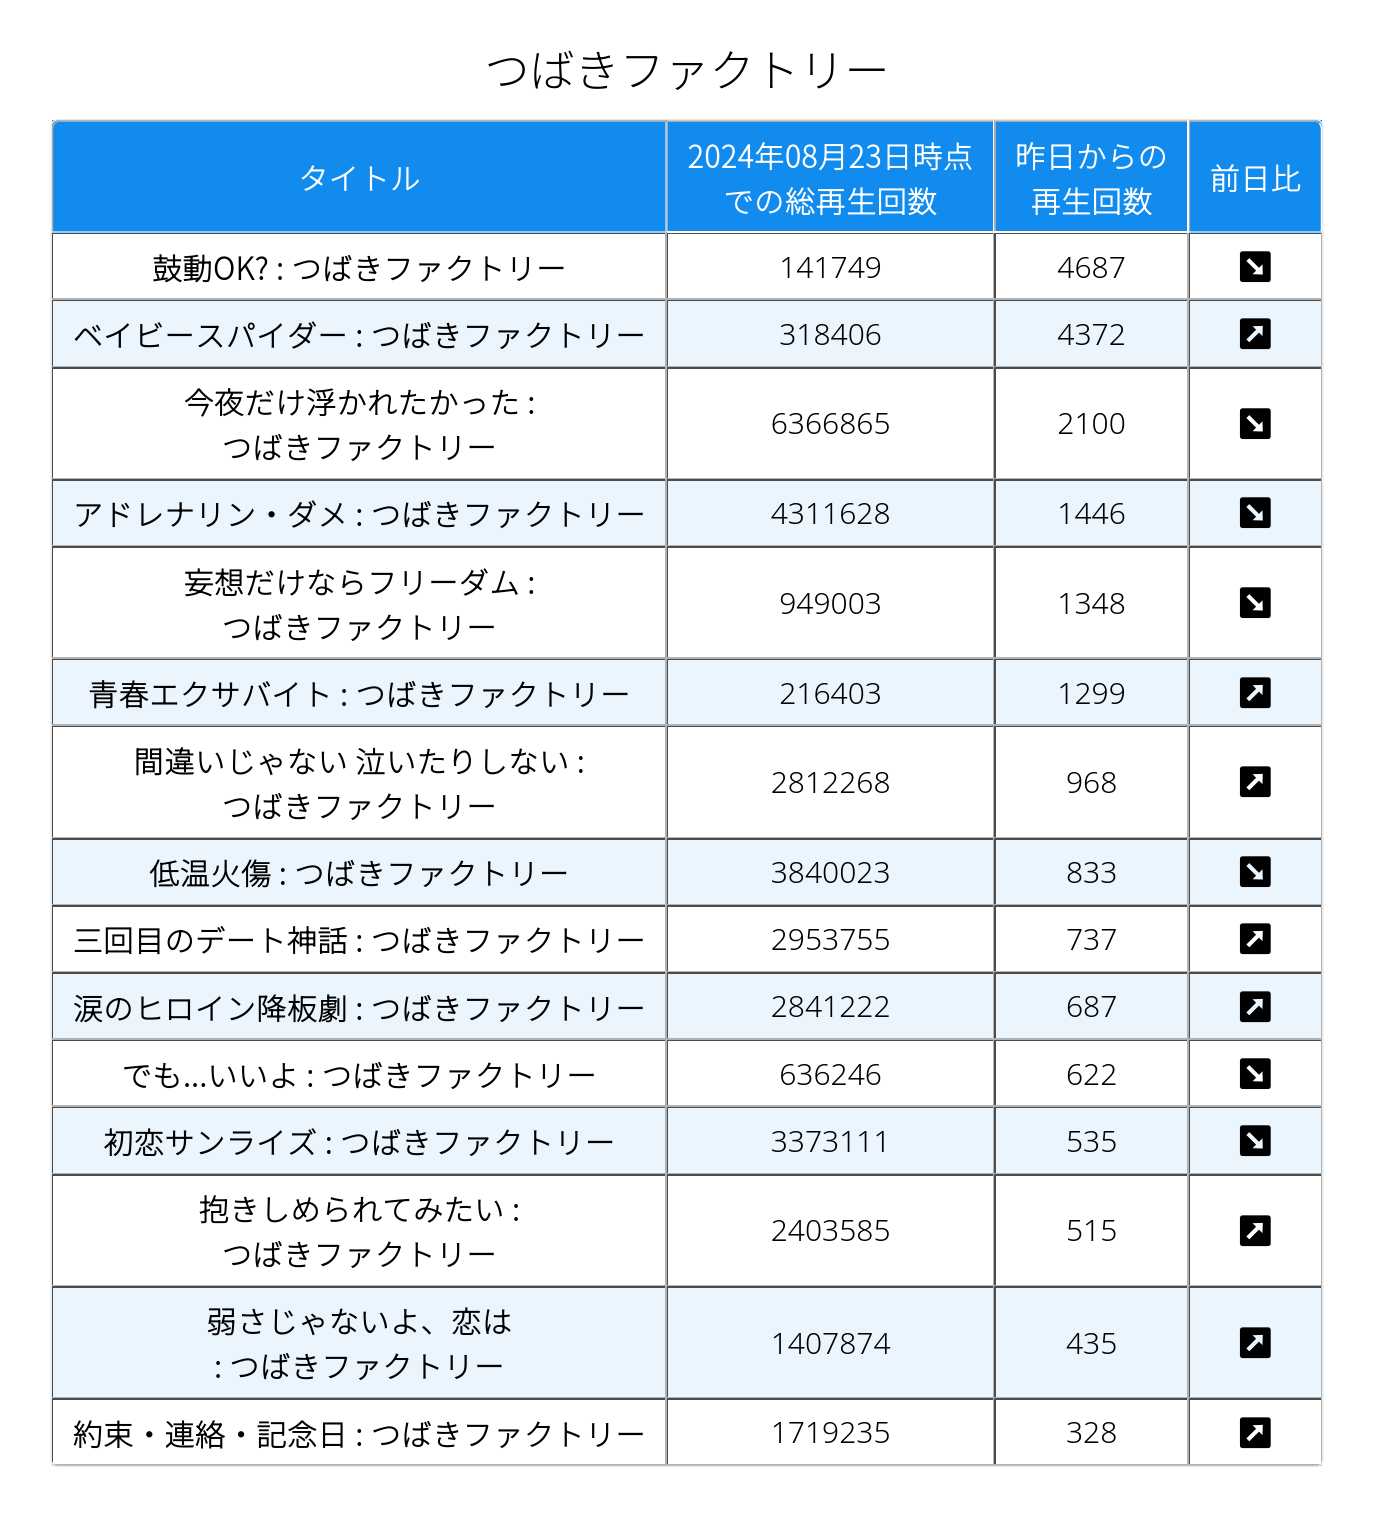 つばきファクトリー
タイトル
2024年08月23日時点
での総再生回数
昨日からの
再生回数
前日比
鼓動OK? : つばきファクトリー 141749 4687 ↘
ベイビースパイダー : つばきファクトリー 318406 4372 ↗
今夜だけ浮かれたかった :
つばきファクトリー
6366865 2100 ↘
アドレナリン・ダメ : つばきファクトリー 4311628 1446 ↘
妄想だけならフリーダム :
つばきファクトリー
949003 1348 ↘
青春エクサバイト : つばきファクトリー 216403 1299 ↗
間違いじゃない 泣いたりしない :
つばきファクトリー
2812268 968 ↗
低温火傷 : つばきファクトリー 3840023 833 ↘
三回目のデート神話 : つばきファクトリー 2953755 737 ↗
涙のヒロイン降板劇 : つばきファクトリー 2841222 687 ↗
でも...いいよ : つばきファクトリー 636246 622 ↘
初恋サンライズ : つばきファクトリー 3373111 535 ↘
抱きしめられてみたい :
つばきファクトリー
2403585 515 ↗
弱さじゃないよ、恋は
: つばきファクトリー
1407874 435 ↗
約束・連絡・記念日 : つばきファクトリー 1719235 328 ↗